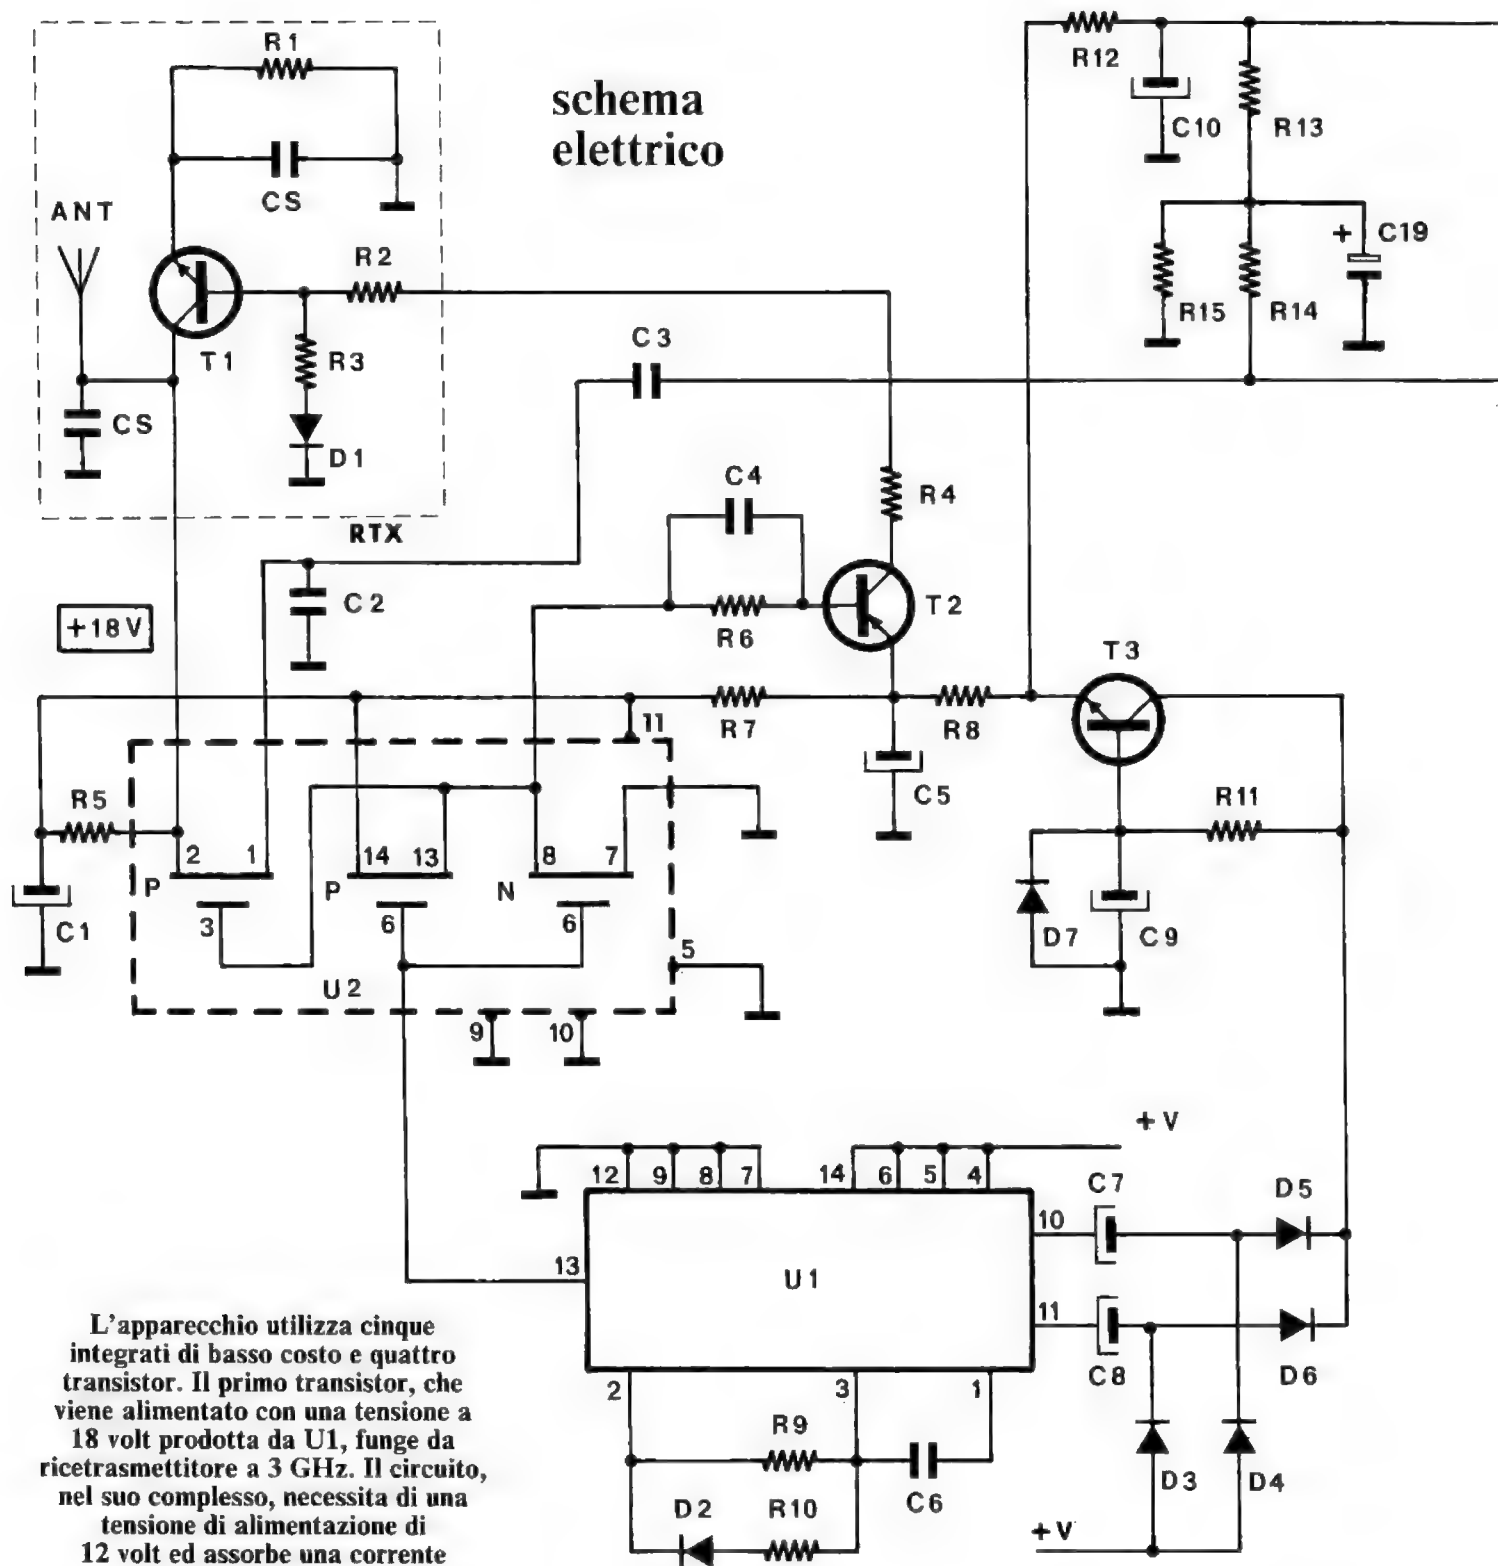 schema
elettrico
R1
CS
ANT
R2
T1
R3
CS
D1
RTX
R12
C10
R13
+
C19
R15
R14
C3
C4
R4
C2
R6
T2
+18V
T3
R7
R8
11
C5
R5
R11
2
1
14
13
8
7
P
P
N
3
6
6
C1
D7
C9
5
U2
9
10
+V
12
9
8
7
14
6
5
4
C7
D5
10
13
U1
11
C8
D6
2
3
1
R9
D3
D4
C6
D2
R10
+V
L'apparecchio utilizza cinque
integrati di basso costo e quattro
transistor. Il primo transistor, che
viene alimentato con una tensione a
18 volt prodotta da U1, funge da
ricetrasmettitore a 3 GHz. Il circuito,
nel suo complesso, necessita di una
tensione di alimentazione di
12 volt ed assorbe una corrente